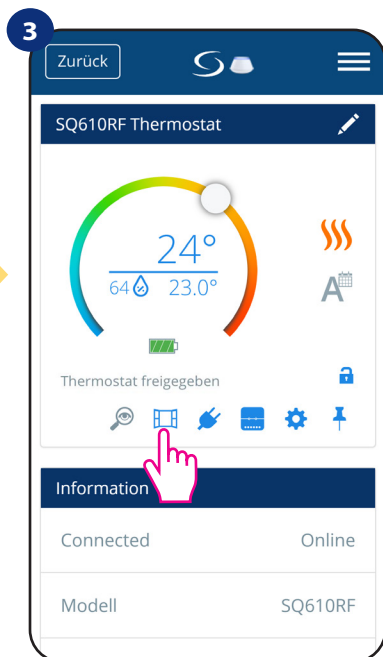 3
Zurück
SQ610RF Thermostat
24°
64 23.0°
A
Thermostat freigegeben
Information
Connected Online
Modell SQ610RF